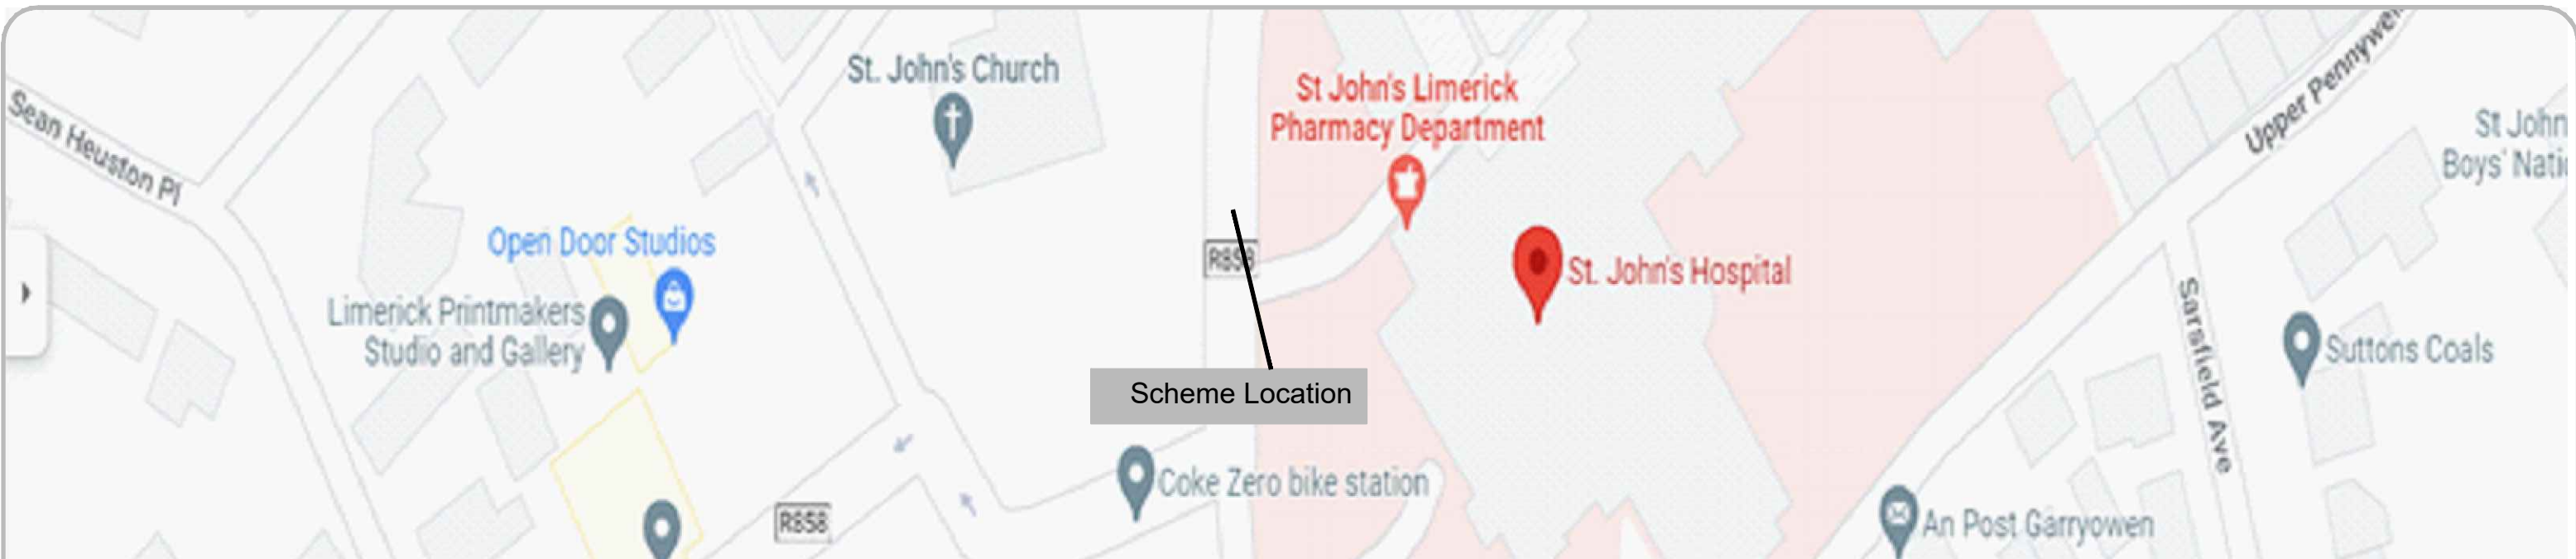 Sean Heuston Pl
St. John's Church
St John's Limerick
Pharmacy Department
Upper
St John
Boys'
Open Door Studios
Limerick Printmakers
Studio and Gallery
R858
St. John's Hospital
Scheme Location
Sarsfield Ave
Suttons Coals
Coke Zero bike station
R858
An Post Garryowen